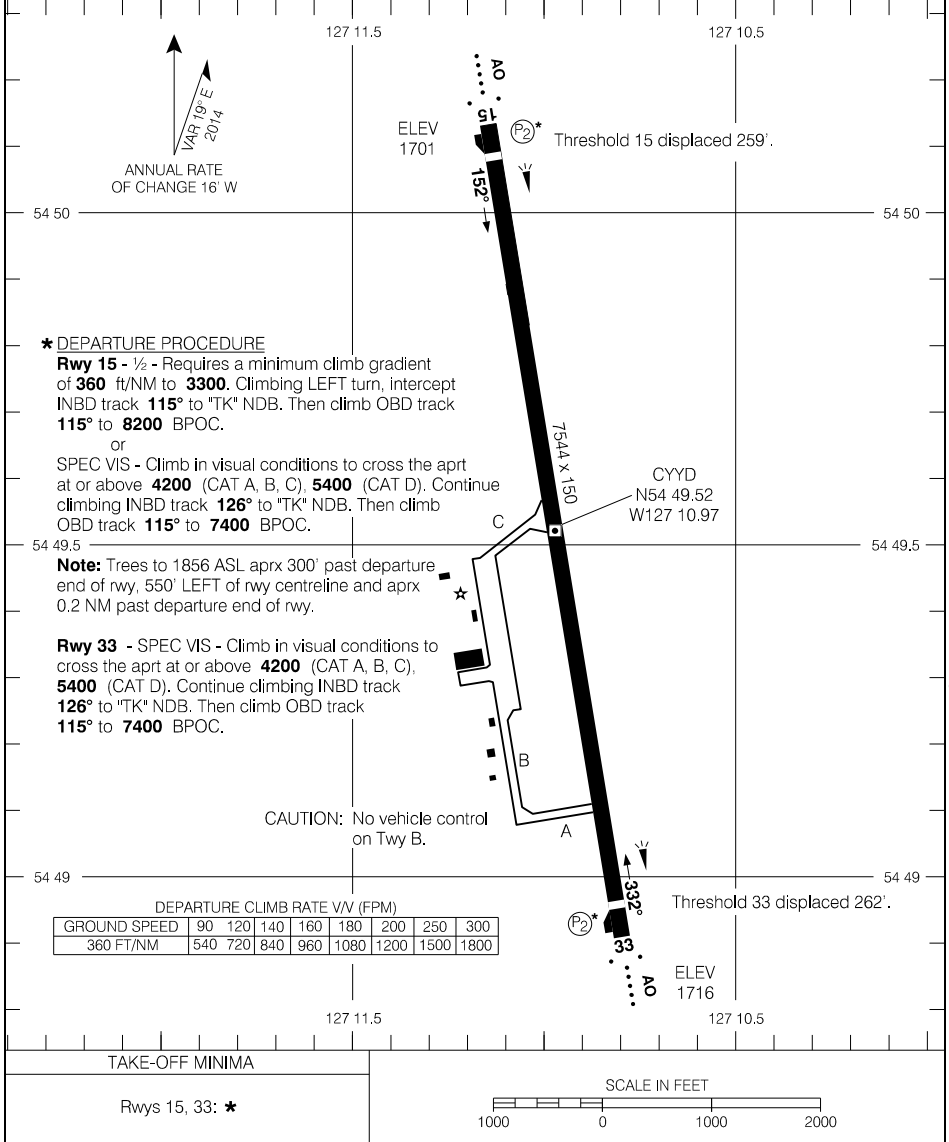 127 11.5
127 10.5
VAR 19° E
2014
ANNUAL RATE
OF CHANGE 16' W
AO
15
ELEV
1701
P2*
Threshold 15 displaced 259'.
152°
54 50
54 50
* DEPARTURE PROCEDURE
Rwy 15 - ½ - Requires a minimum climb gradient
of 360 ft/NM to 3300. Climbing LEFT turn, intercept
INBD track 115° to "TK" NDB. Then climb OBD track
115° to 8200 BPOC.
or
SPEC VIS - Climb in visual conditions to cross the aprt
at or above 4200 (CAT A, B, C), 5400 (CAT D). Continue
climbing INBD track 126° to "TK" NDB. Then climb
OBD track 115° to 7400 BPOC.
7544 x 150
CYYD
N54 49.52
W127 10.97
C
54 49.5
54 49.5
Note: Trees to 1856 ASL aprx 300' past departure
end of rwy, 550' LEFT of rwy centreline and aprx
0.2 NM past departure end of rwy.
Rwy 33 - SPEC VIS - Climb in visual conditions to
cross the aprt at or above 4200 (CAT A, B, C),
5400 (CAT D). Continue climbing INBD track
126° to "TK" NDB. Then climb OBD track
115° to 7400 BPOC.
B
CAUTION: No vehicle control
on Twy B.
A
54 49
54 49
332°
Threshold 33 displaced 262'.
P2*
33
AO
ELEV
1716
DEPARTURE CLIMB RATE V/V (FPM)
GROUND SPEED 90 120 140 160 180 200 250 300
360 FT/NM 540 720 840 960 1080 1200 1500 1800
127 11.5
127 10.5
TAKE-OFF MINIMA
Rwys 15, 33: *
SCALE IN FEET
1000 0 1000 2000